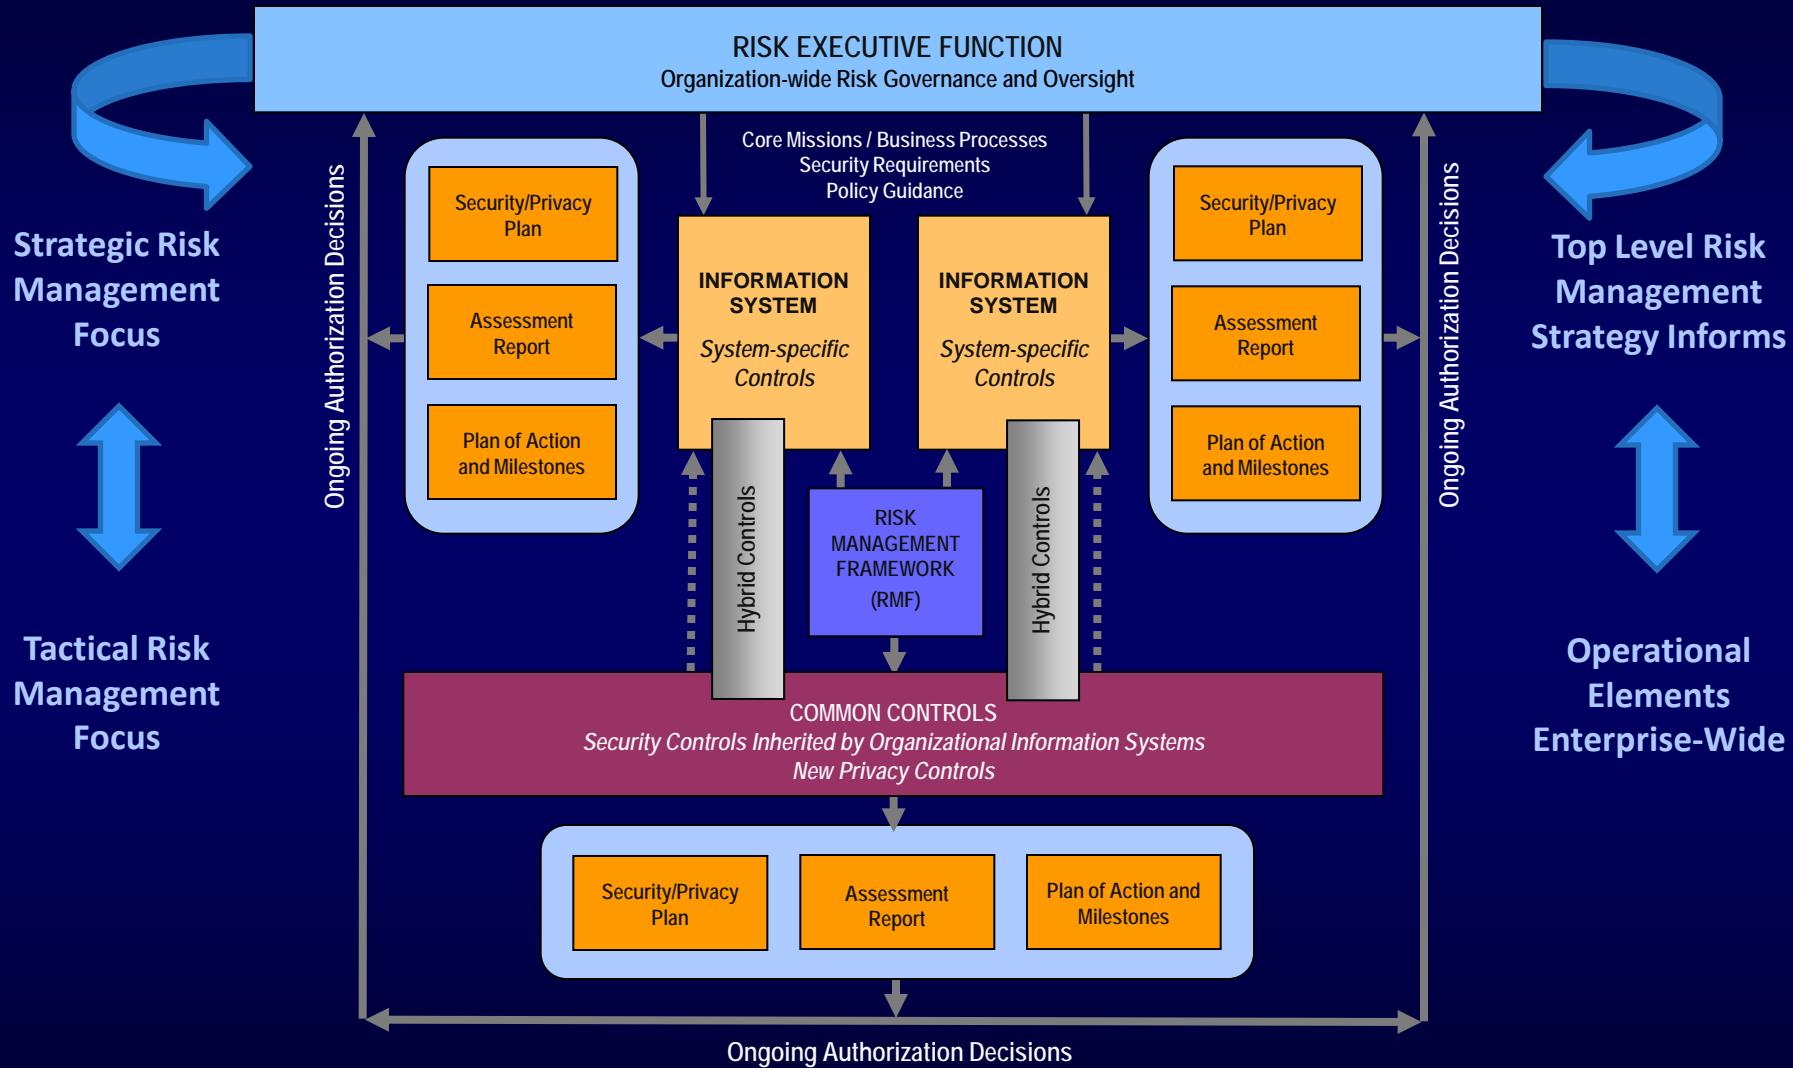 RISK EXECUTIVE FUNCTION
Organization-wide Risk Governance and Oversight
Core Missions / Business Processes
Security Requirements
Policy Guidance
Strategic Risk
Management
Focus
Tactical Risk
Management
Focus
Ongoing Authorization Decisions
Security/Privacy
Plan
Assessment
Report
Plan of Action
and Milestones
INFORMATION
SYSTEM
System-specific
Controls
INFORMATION
SYSTEM
System-specific
Controls
Security/Privacy
Plan
Assessment
Report
Plan of Action
and Milestones
Ongoing Authorization Decisions
Top Level Risk
Management
Strategy Informs
Operational
Elements
Enterprise-Wide
Hybrid Controls
RISK
MANAGEMENT
FRAMEWORK
(RMF)
Hybrid Controls
COMMON CONTROLS
Security Controls Inherited by Organizational Information Systems
New Privacy Controls
Security/Privacy
Plan
Assessment
Report
Plan of Action and
Milestones
Ongoing Authorization Decisions